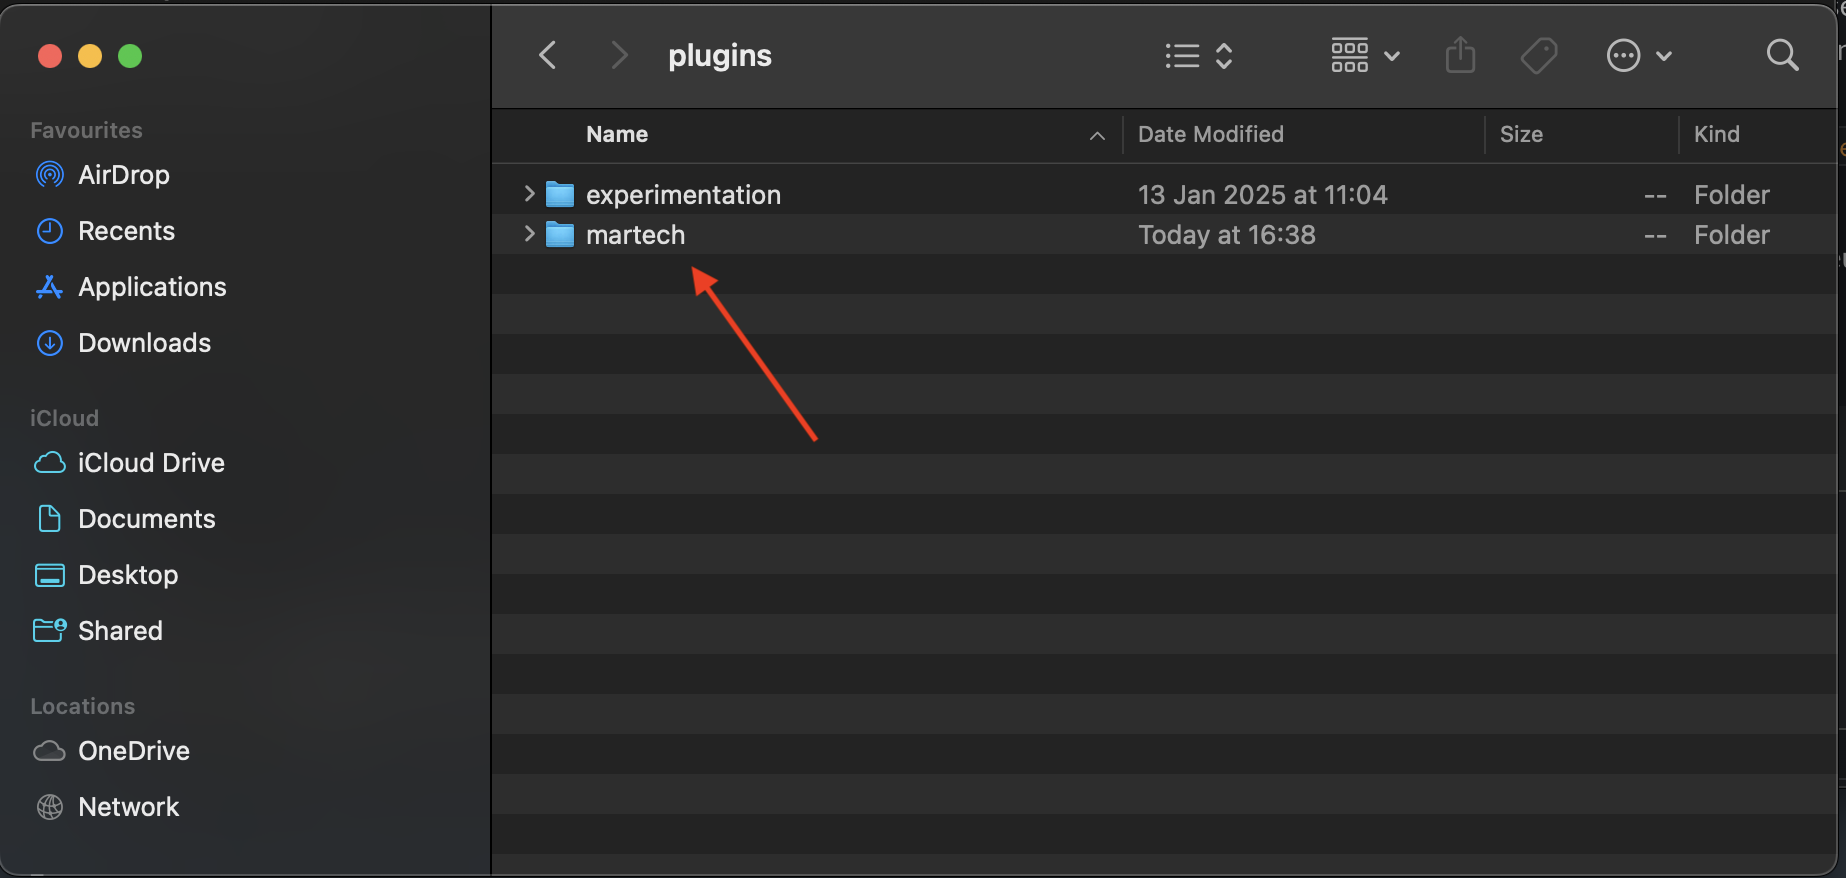 plugins
Favourites
AirDrop
Recents
Applications
Downloads
iCloud
iCloud Drive
Documents
Desktop
Shared
Locations
OneDrive
Network
Name Date Modified Size Kind
experimentation 13 Jan 2025 at 11:04 -- Folder
martech Today at 16:38 -- Folder